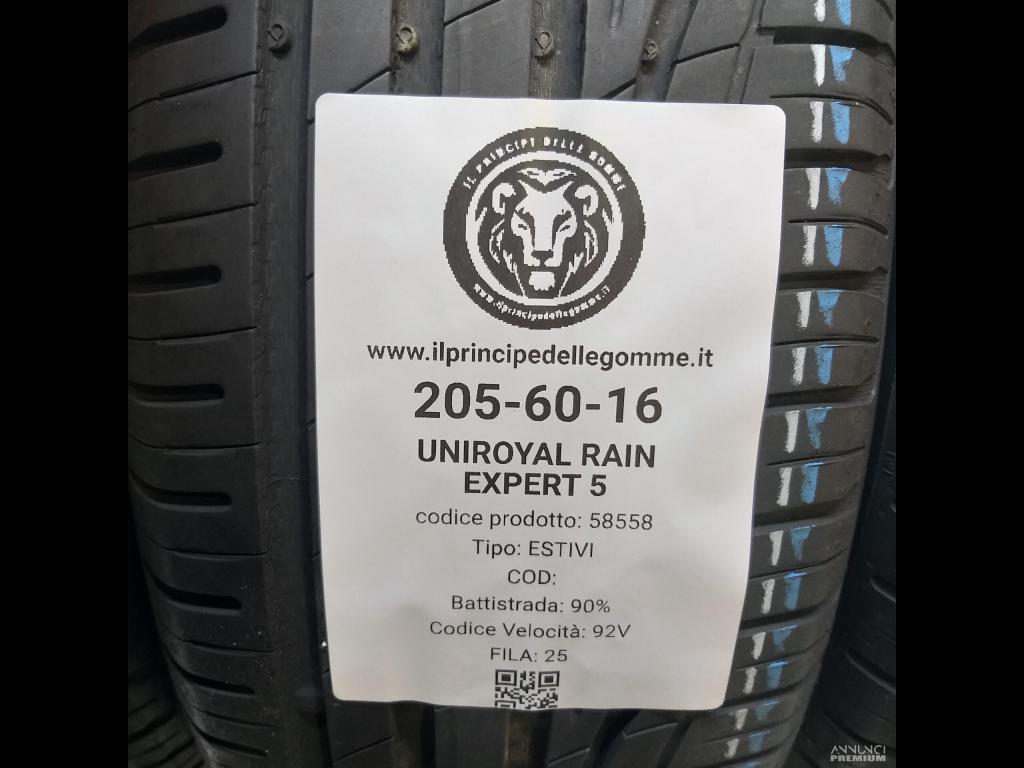 IL PRINCIPE DELLE GOMME
www.ilprincipedellegomme.it
www.ilprincipedellegomme.it
205-60-16
UNIROYAL RAIN
EXPERT 5
codice prodotto: 58558
Tipo: ESTIVI
COD:
Battistrada: 90%
Codice Velocità: 92V
FILA: 25
ANNUNCI
PREMIUM